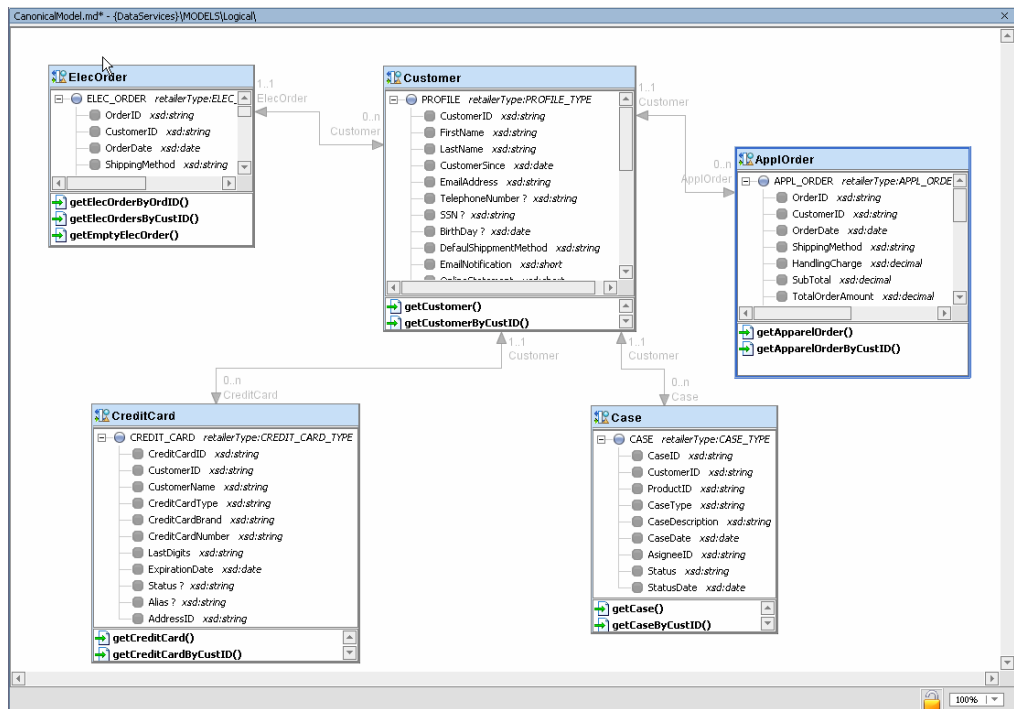 CanonicalModel.md* - {DataServices}\MODELS\Logical\
ElecOrder
ELEC_ORDER retailerType:ELEC_
OrderID xsd:string
CustomerID xsd:string
OrderDate xsd:date
ShippingMethod xsd:string
getElecOrderByOrdID()
getElecOrdersByCustID()
getEmptyElecOrder()
1..1
ElecOrder
0..n
Customer
Customer
PROFILE retailerType:PROFILE_TYPE
CustomerID xsd:string
FirstName xsd:string
LastName xsd:string
CustomerSince xsd:date
EmailAddress xsd:string
TelephoneNumber ? xsd:string
SSN ? xsd:string
BirthDay ? xsd:date
DefaulShippmentMethod xsd:string
EmailNotification xsd:short
OnlineStatement xsd:short
getCustomer()
getCustomerByCustID()
1..1
Customer
0..n
ApplOrder
ApplOrder
APPL_ORDER retailerType:APPL_ORDE
OrderID xsd:string
CustomerID xsd:string
OrderDate xsd:date
ShippingMethod xsd:string
HandlingCharge xsd:decimal
SubTotal xsd:decimal
TotalOrderAmount xsd:decimal
getApparelOrder()
getApparelOrderByCustID()
1..1
Customer
0..n
CreditCard
1..1
Customer
0..n
Case
CreditCard
CREDIT_CARD retailerType:CREDIT_CARD_TYPE
CreditCardID xsd:string
CustomerID xsd:string
CustomerName xsd:string
CreditCardType xsd:string
CreditCardBrand xsd:string
CreditCardNumber xsd:string
LastDigits xsd:string
ExpirationDate xsd:date
Status ? xsd:string
Alias ? xsd:string
AddressID xsd:string
getCreditCard()
getCreditCardByCustID()
Case
CASE retailerType:CASE_TYPE
CaseID xsd:string
CustomerID xsd:string
ProductID xsd:string
CaseType xsd:string
CaseDescription xsd:string
CaseDate xsd:date
AsigneeID xsd:string
Status xsd:string
StatusDate xsd:date
getCase()
getCaseByCustID()
100%